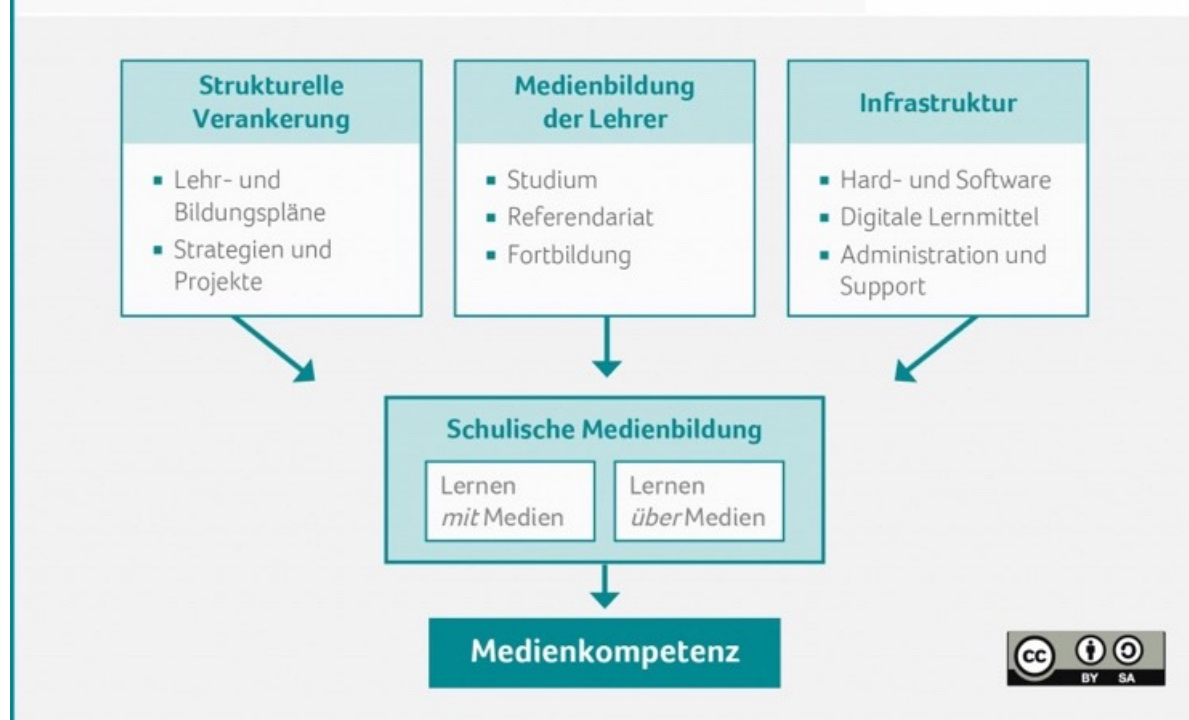 Strukturelle
Verankerung
▪ Lehr- und
Bildungspläne
▪ Strategien und
Projekte
Medienbildung
der Lehrer
▪ Studium
▪ Referendariat
▪ Fortbildung
Infrastruktur
▪ Hard- und Software
▪ Digitale Lernmittel
▪ Administration und
Support
Schulische Medienbildung
Lernen
mit Medien
Lernen
über Medien
Medienkompetenz
cc
BY SA